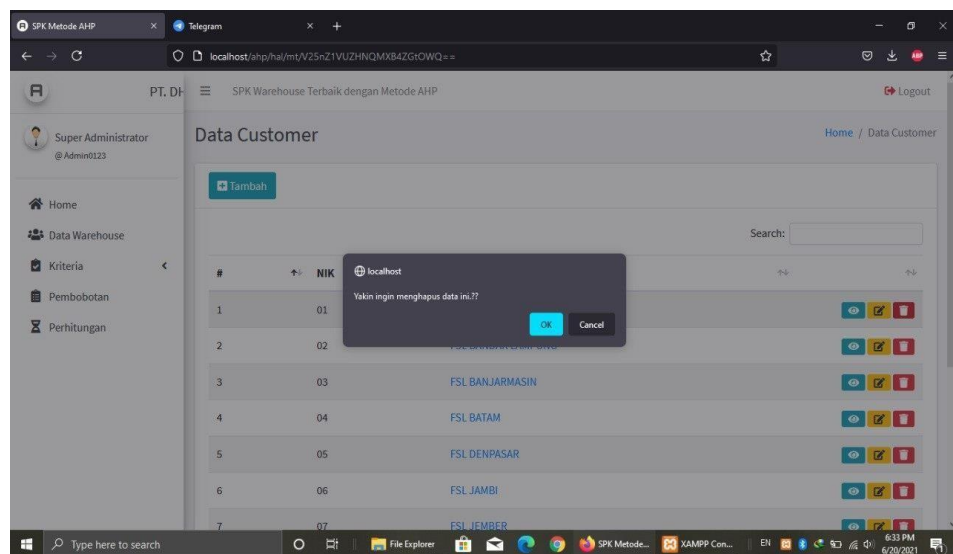 SPK Metode AHP
Telegram
localhost/ahp/hal/mt/V25nZ1VUZHNQMXB4ZGtOWQ==
PT. DH
SPK Warehouse Terbaik dengan Metode AHP
Logout
Super Administrator
@Admin0123
Data Customer
Home / Data Customer
Tambah
Home
Data Warehouse
Kriteria
Pembobotan
Perhitungan
Search:
# NIK
localhost
Yakin ingin menghapus data ini.??
OK Cancel
1 01
2 02
3 03 FSL BANJARMASIN
4 04 FSL BATAM
5 05 FSL DENPASAR
6 06 FSL JAMBI
7 07 FSL JEMBER
Type here to search
File Explorer
SPK Metode...
XAMPP Con...
EN
6:33 PM
6/20/2021